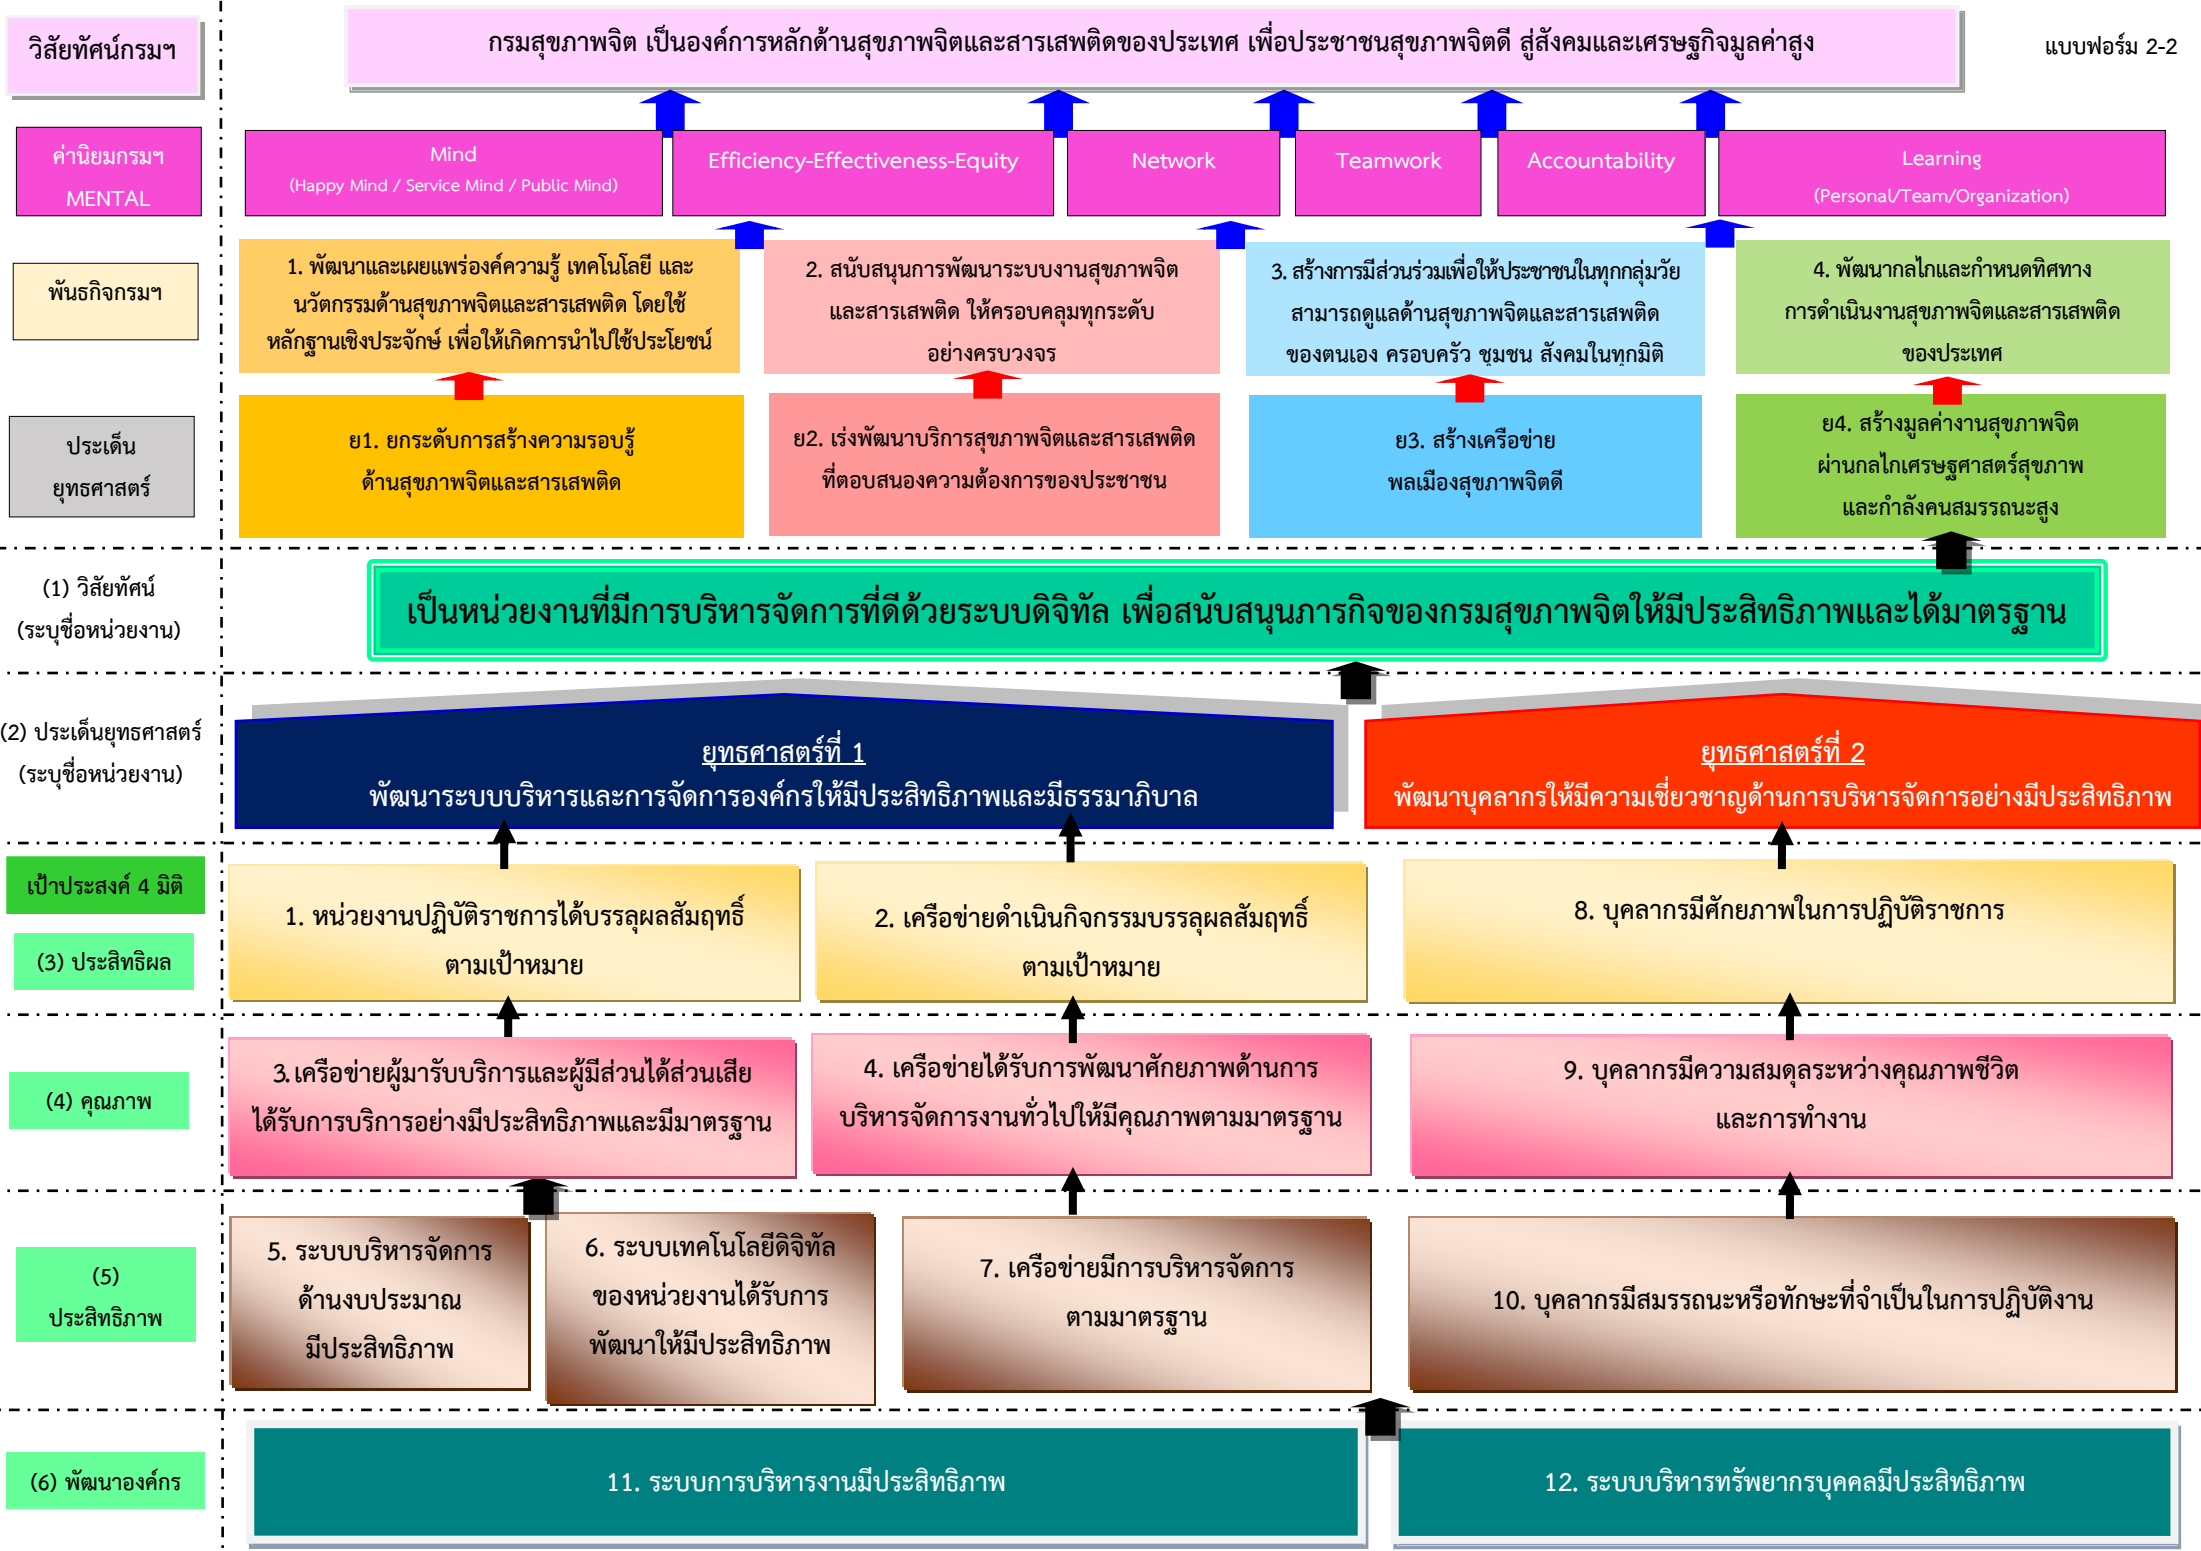 วิสัยทัศน์กรมฯ
กรมสุขภาพจิต เป็นองค์การหลักด้านสุขภาพจิตและสารเสพติดของประเทศ เพื่อประชาชนสุขภาพจิตดี สู่สังคมและเศรษฐกิจมูลค่าสูง
แบบฟอร์ม 2-2
ค่านิยมกรมฯ
MENTAL
Mind
(Happy Mind / Service Mind / Public Mind)
Efficiency-Effectiveness-Equity
Network
Teamwork
Accountability
Learning
(Personal/Team/Organization)
พันธกิจกรมฯ
1. พัฒนาและเผยแพร่องค์ความรู้ เทคโนโลยี และ
นวัตกรรมด้านสุขภาพจิตและสารเสพติด โดยใช้
หลักฐานเชิงประจักษ์ เพื่อให้เกิดการนำไปใช้ประโยชน์
2. สนับสนุนการพัฒนาระบบงานสุขภาพจิต
และสารเสพติด ให้ครอบคลุมทุกระดับ
อย่างครบวงจร
3. สร้างการมีส่วนร่วมเพื่อให้ประชาชนในทุกกลุ่มวัย
สามารถดูแลด้านสุขภาพจิตและสารเสพติด
ของตนเอง ครอบครัว ชุมชน สังคมในทุกมิติ
4. พัฒนากลไกและกำหนดทิศทาง
การดำเนินงานสุขภาพจิตและสารเสพติด
ของประเทศ
ประเด็น
ยุทธศาสตร์
ย1. ยกระดับการสร้างความรอบรู้
ด้านสุขภาพจิตและสารเสพติด
ย2. เร่งพัฒนาบริการสุขภาพจิตและสารเสพติด
ที่ตอบสนองความต้องการของประชาชน
ย3. สร้างเครือข่าย
พลเมืองสุขภาพจิตดี
ย4. สร้างมูลค่างานสุขภาพจิต
ผ่านกลไกเศรษฐศาสตร์สุขภาพ
และกำลังคนสมรรถนะสูง
(1) วิสัยทัศน์
(ระบุชื่อหน่วยงาน)
เป็นหน่วยงานที่มีการบริหารจัดการที่ดีด้วยระบบดิจิทัล เพื่อสนับสนุนภารกิจของกรมสุขภาพจิตให้มีประสิทธิภาพและได้มาตรฐาน
(2) ประเด็นยุทธศาสตร์
(ระบุชื่อหน่วยงาน)
ยุทธศาสตร์ที่ 1
พัฒนาระบบบริหารและการจัดการองค์กรให้มีประสิทธิภาพและมีธรรมาภิบาล
ยุทธศาสตร์ที่ 2
พัฒนาบุคลากรให้มีความเชี่ยวชาญด้านการบริหารจัดการอย่างมีประสิทธิภาพ
เป้าประสงค์ 4 มิติ
(3) ประสิทธิผล
1. หน่วยงานปฏิบัติราชการได้บรรลุผลสัมฤทธิ์
ตามเป้าหมาย
2. เครือข่ายดำเนินกิจกรรมบรรลุผลสัมฤทธิ์
ตามเป้าหมาย
8. บุคลากรมีศักยภาพในการปฏิบัติราชการ
(4) คุณภาพ
3. เครือข่ายผู้มารับบริการและผู้มีส่วนได้ส่วนเสีย
ได้รับการบริการอย่างมีประสิทธิภาพและมีมาตรฐาน
4. เครือข่ายได้รับการพัฒนาศักยภาพด้านการ
บริหารจัดการงานทั่วไปให้มีคุณภาพตามมาตรฐาน
9. บุคลากรมีความสมดุลระหว่างคุณภาพชีวิต
และการทำงาน
(5)
ประสิทธิภาพ
5. ระบบบริหารจัดการ
ด้านงบประมาณ
มีประสิทธิภาพ
6. ระบบเทคโนโลยีดิจิทัล
ของหน่วยงานได้รับการ
พัฒนาให้มีประสิทธิภาพ
7. เครือข่ายมีการบริหารจัดการ
ตามมาตรฐาน
10. บุคลากรมีสมรรถนะหรือทักษะที่จำเป็นในการปฏิบัติงาน
(6) พัฒนาองค์กร
11. ระบบการบริหารงานมีประสิทธิภาพ
12. ระบบบริหารทรัพยากรบุคคลมีประสิทธิภาพ